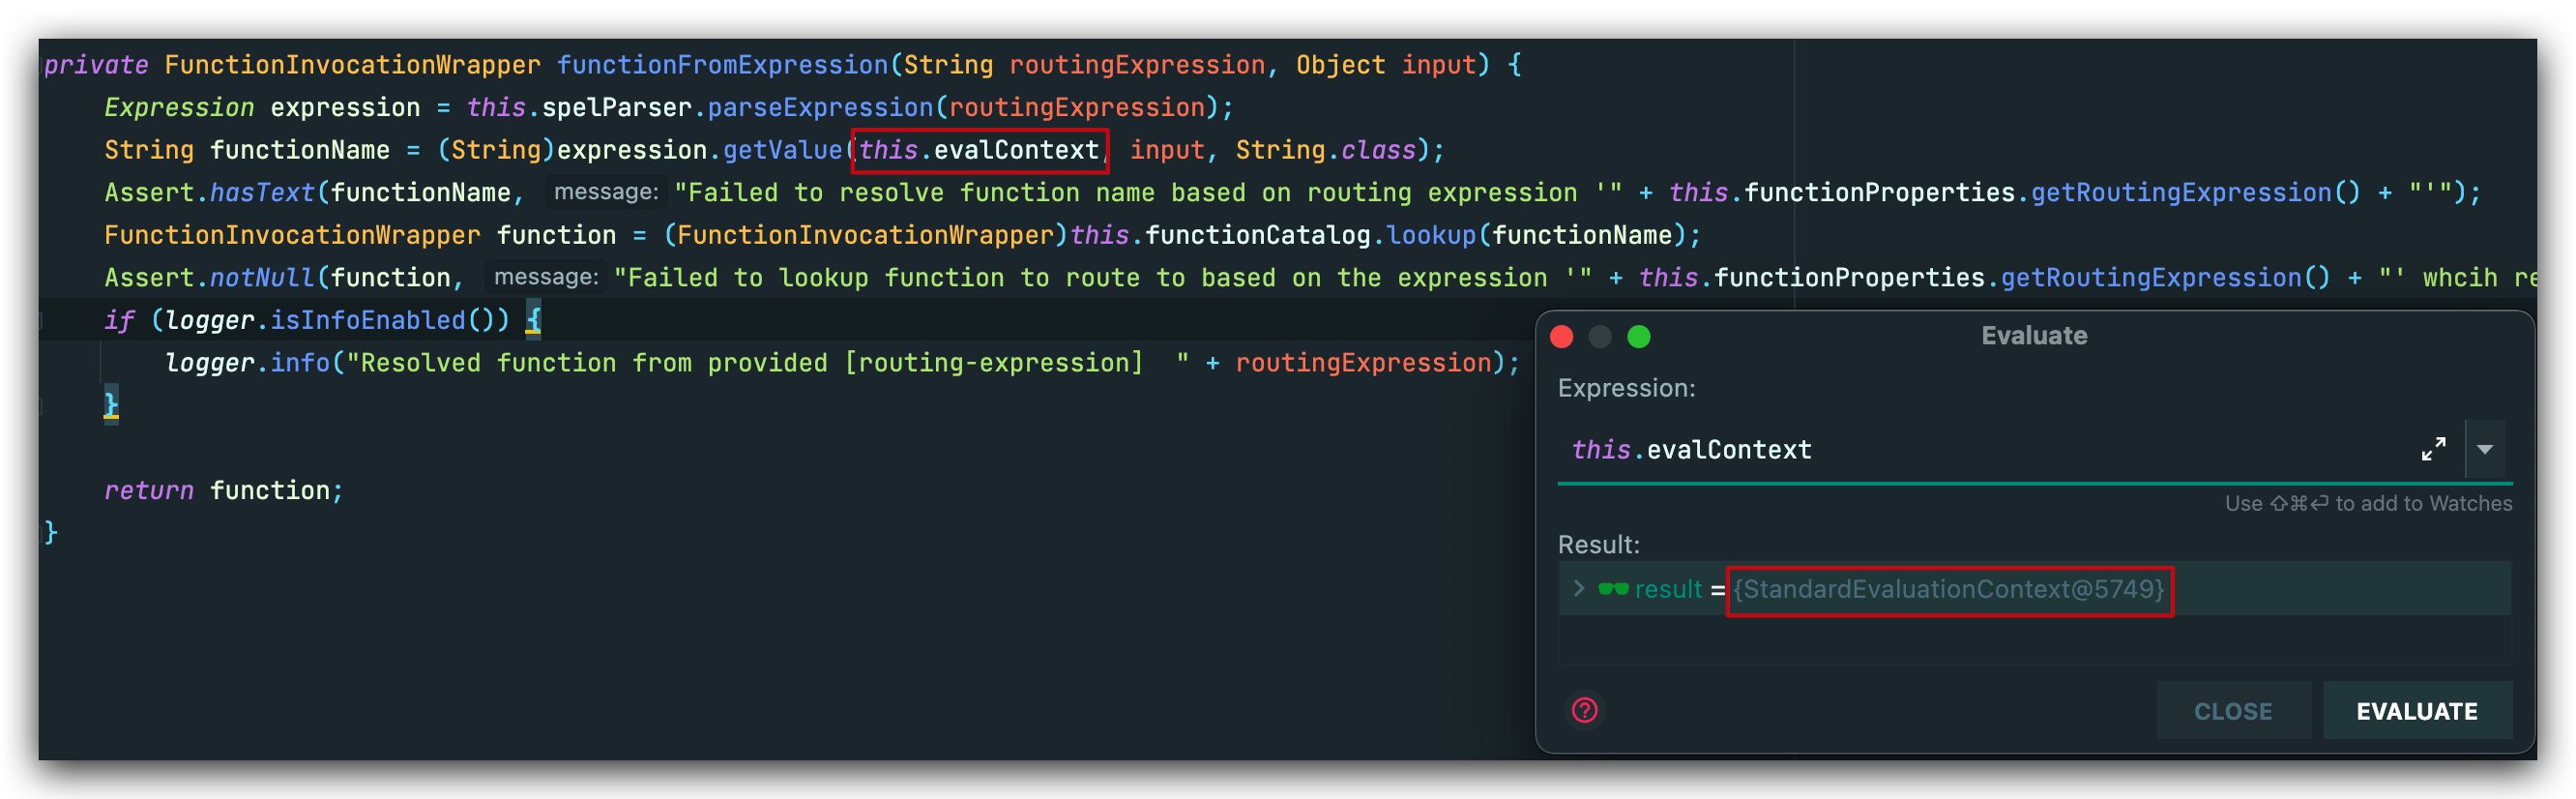 private FunctionInvocationWrapper functionFromExpression(String routingExpression, Object input) {
Expression expression = this.spelParser.parseExpression(routingExpression);
String functionName = (String)expression.getValue(this.evalContext, input, String.class);
Assert.hasText(functionName, message: "Failed to resolve function name based on routing expression '" + this.functionProperties.getRoutingExpression() + "'");
FunctionInvocationWrapper function = (FunctionInvocationWrapper)this.functionCatalog.lookup(functionName);
Assert.notNull(function, message: "Failed to lookup function to route to based on the expression '" + this.functionProperties.getRoutingExpression() + "' whcih re
if (logger.isInfoEnabled()) {
logger.info("Resolved function from provided [routing-expression]  " + routingExpression);
}
return function;
}
Evaluate
Expression:
this.evalContext
Use ⇧⌘⏎ to add to Watches
Result:
result = {StandardEvaluationContext@5749}
CLOSE
EVALUATE